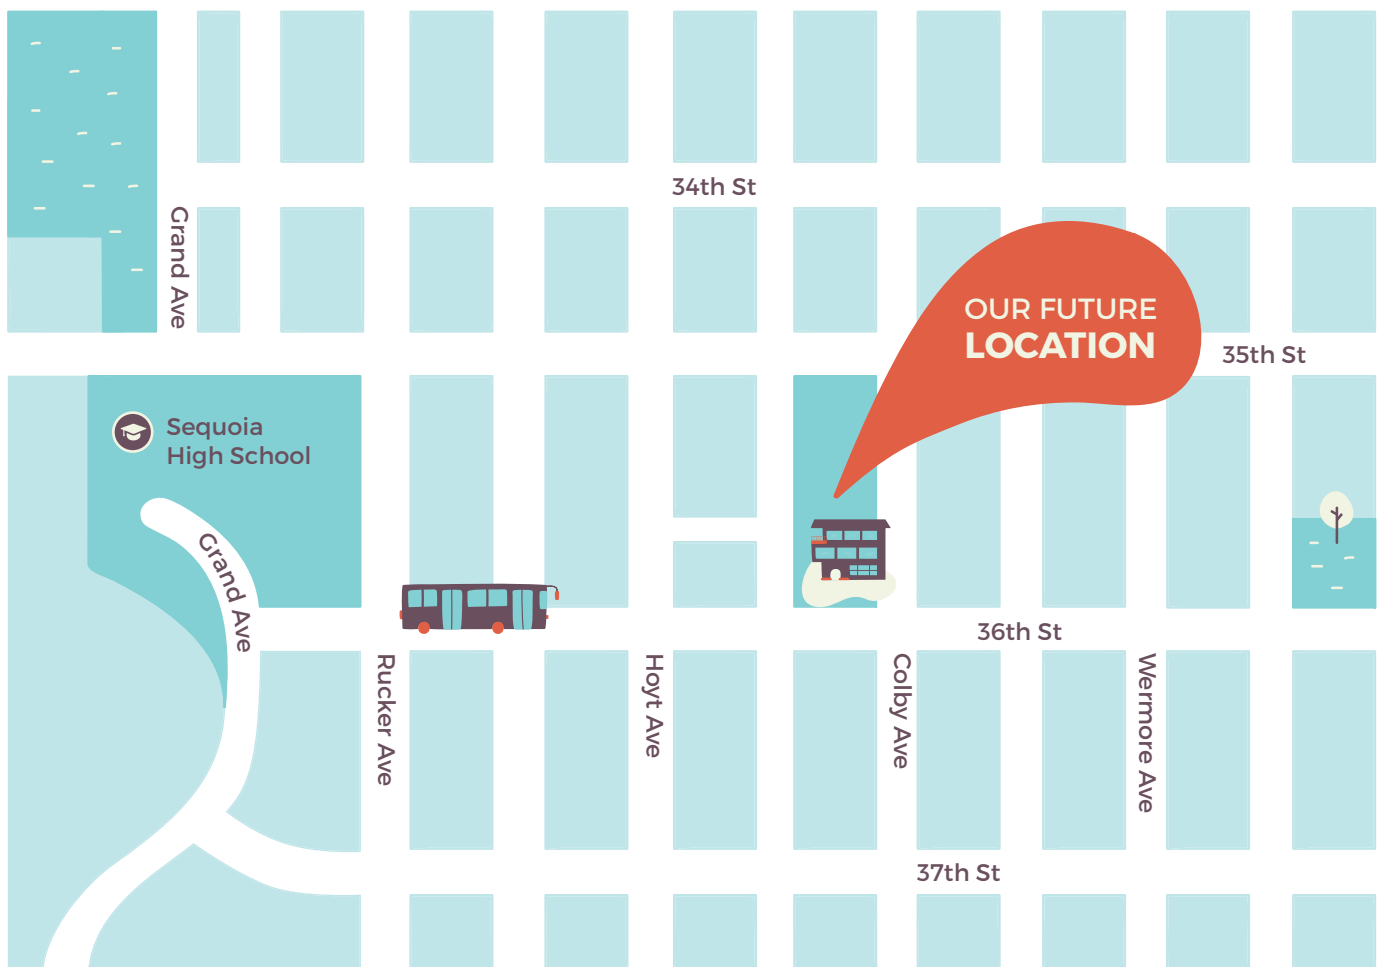 34th St
Grand Ave
OUR FUTURE
LOCATION
35th St
Sequoia
High School
Grand Ave
36th St
Rucker Ave
Hoyt Ave
Colby Ave
Wermore Ave
37th St